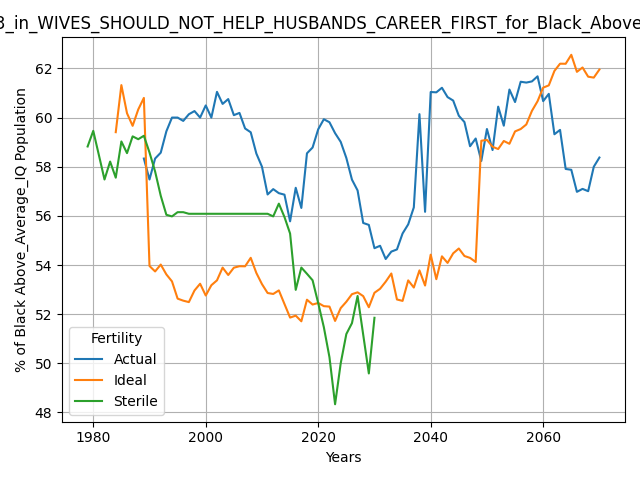 3_in_WIVES_SHOULD_NOT_HELP_HUSBANDS_CAREER_FIRST_for_Black_Above
% of Black Above_Average_IQ Population
62
60
58
56
54
52
50
48
Fertility
Actual
Ideal
Sterile
1980
2000
2020
2040
2060
Years